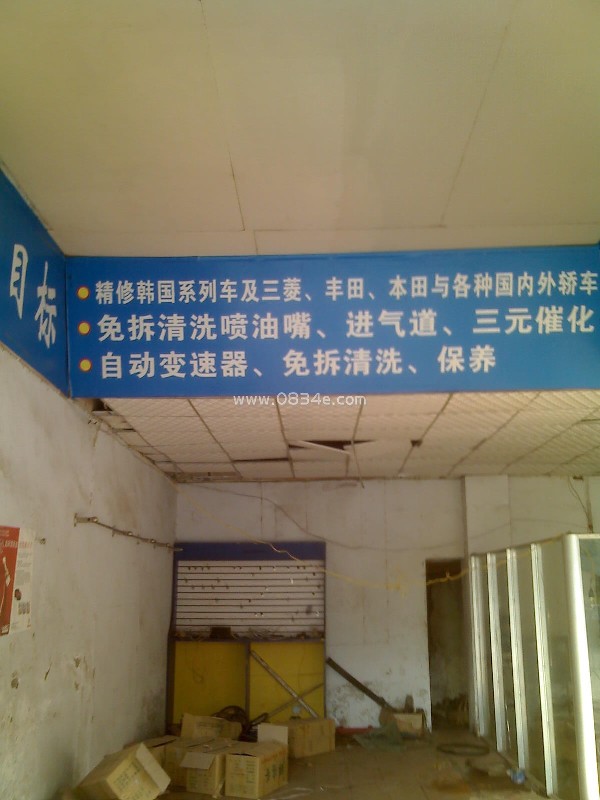 目标
精修韩国系列车及三菱、丰田、本田与各种国内外轿车
免拆清洗喷油嘴、进气道、三元催化
自动变速器、免拆清洗、保养
www.0834e.com